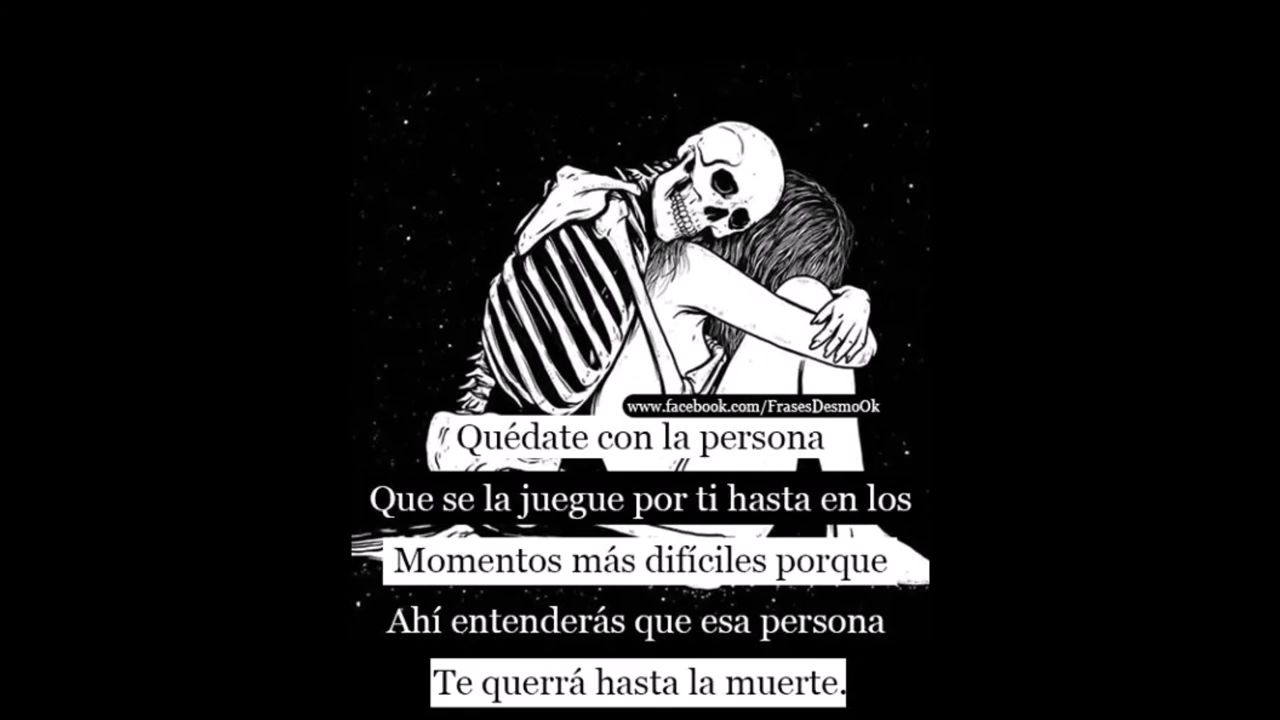 www.facebook.com/FrasesDesmoOk
Quédate con la persona
Que se la juegue por ti hasta en los
Momentos más difíciles porque
Ahí entenderás que esa persona
Te querrá hasta la muerte.